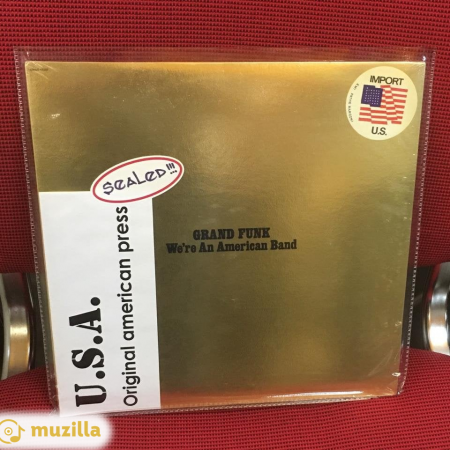 IMPORT
U.S.
SeaLeD!!!
GRAND FUNK
We're An American Band
U.S.A.
Original american press
muzilla